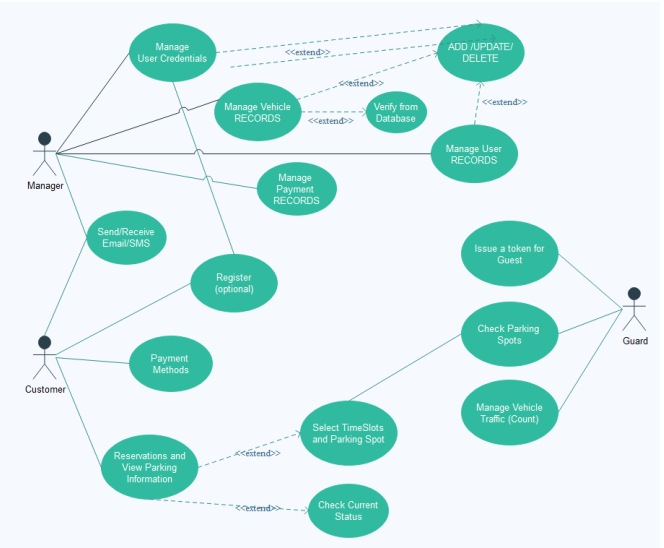 Manage
User Credentials
<<extend>>
ADD /UPDATE/
DELETE
<<extend>>
Manage Vehicle
RECORDS
<<extend>>
Verify from
Database
<<extend>>
Manage User
RECORDS
Manager
Manage
Payment
RECORDS
Send/Receive
Email/SMS
Issue a token for
Guest
Register
(optional)
Check Parking
Spots
Guard
Payment
Methods
Customer
Manage Vehicle
Traffic (Count)
Select TimeSlots
and Parking Spot
Reservations and
View Parking
Information
<<extend>>
Check Current
Status
<<extend>>